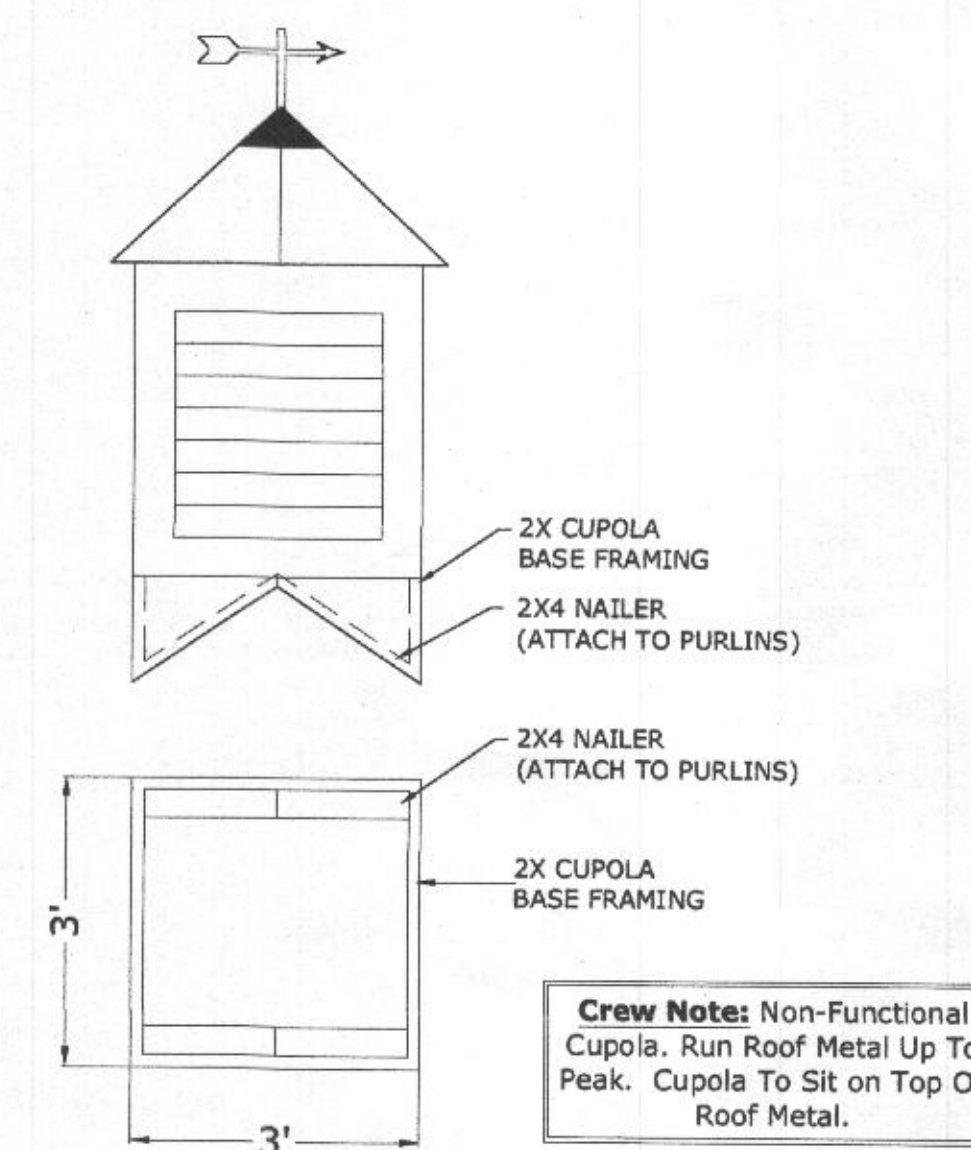 2X CUPOLA
BASE FRAMING
2X4 NAILER
(ATTACH TO PURLINS)
2X4 NAILER
(ATTACH TO PURLINS)
2X CUPOLA
BASE FRAMING
3'
3'
Crew Note: Non-Functional
Cupola. Run Roof Metal Up To
Peak. Cupola To Sit on Top O
Roof Metal.